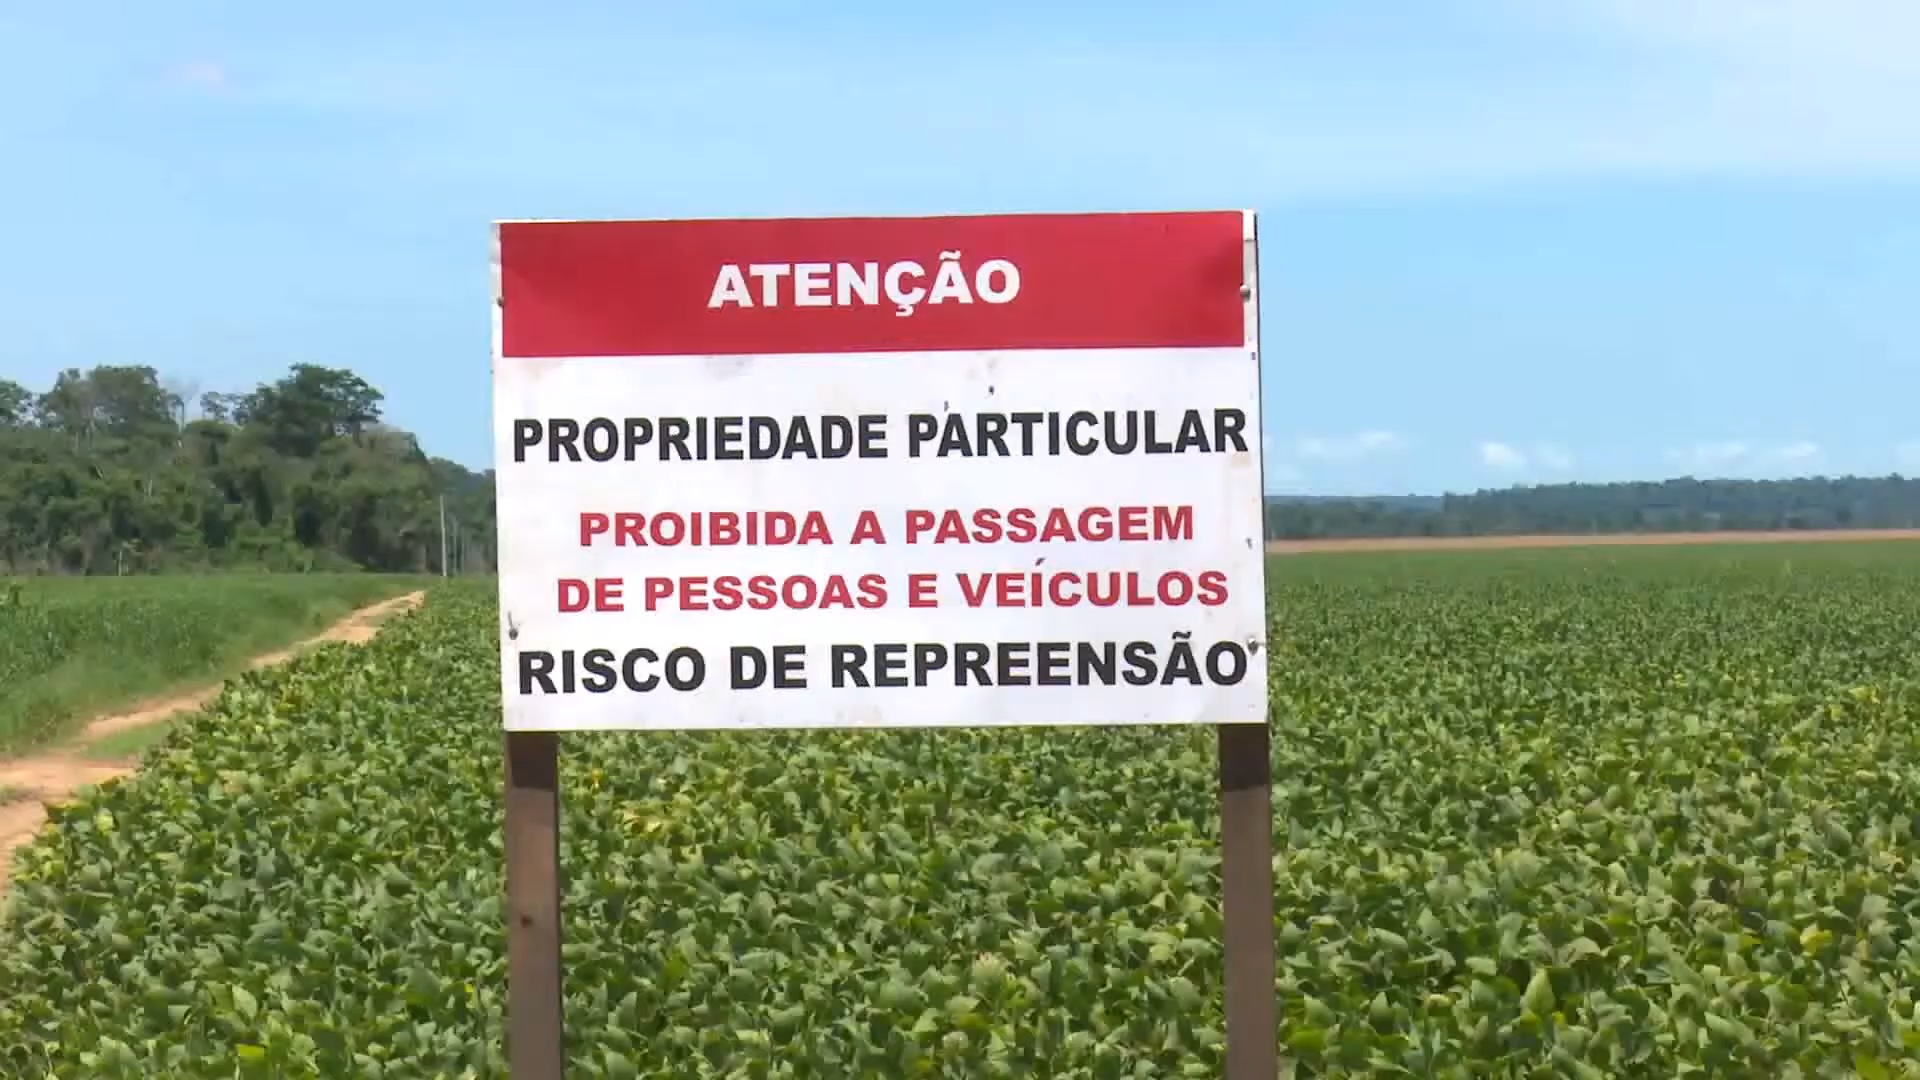 ATENÇÃO
PROPRIEDADE PARTICULAR
PROIBIDA A PASSAGEM
DE PESSOAS E VEÍCULOS
RISCO DE REPREENSÃO